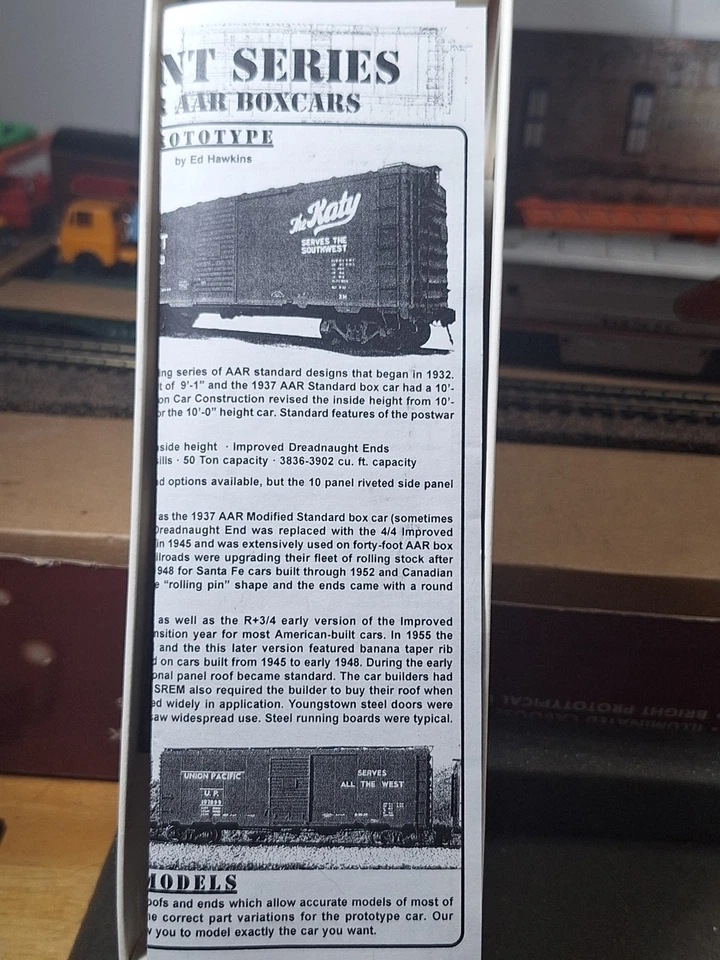 NT SERIES
AAR BOXCARS
OTOTYPE
by Ed Hawkins
The Katy
SERVES THE
SOUTHWEST
ing series of AAR standard designs that began in 1932.
t of 9'-1" and the 1937 AAR Standard box car had a 10'-
on Car Construction revised the inside height from 10'-
or the 10'-0" height car. Standard features of the postwar
side height · Improved Dreadnaught Ends
ills · 50 Ton capacity · 3836-3902 cu. ft. capacity
d options available, but the 10 panel riveted side panel
as the 1937 AAR Modified Standard box car (sometimes
Dreadnaught End was replaced with the 4/4 Improved
in 1945 and was extensively used on forty-foot AAR box
ilroads were upgrading their fleet of rolling stock after
948 for Santa Fe cars built through 1952 and Canadian
e "rolling pin" shape and the ends came with a round
as well as the R+3/4 early version of the Improved
nsition year for most American-built cars. In 1955 the
and the this later version featured banana taper rib
d on cars built from 1945 to early 1948. During the early
onal panel roof became standard. The car builders had
SREM also required the builder to buy their roof when
ed widely in application. Youngstown steel doors were
aw widespread use. Steel running boards were typical.
UNION PACIFIC
SERVES
ALL THE WEST
U.P.
MODELS
oofs and ends which allow accurate models of most of
e correct part variations for the prototype car. Our
w you to model exactly the car you want.
ILLUMINATED CABOOSE
BRIGHT PROTOTYPICAL